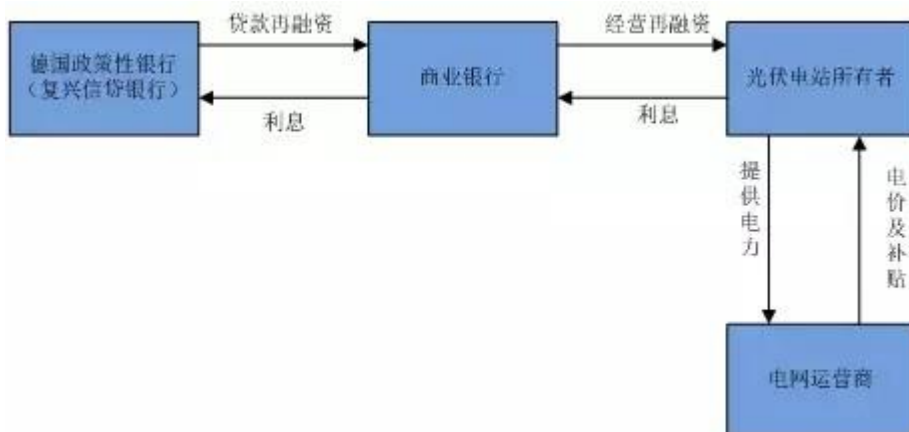 贷款再融资
经营再融资
德国政策性银行
（复兴信贷银行）
商业银行
光伏电站所有者
利息
利息
提供电力
电价及补贴
电网运营商